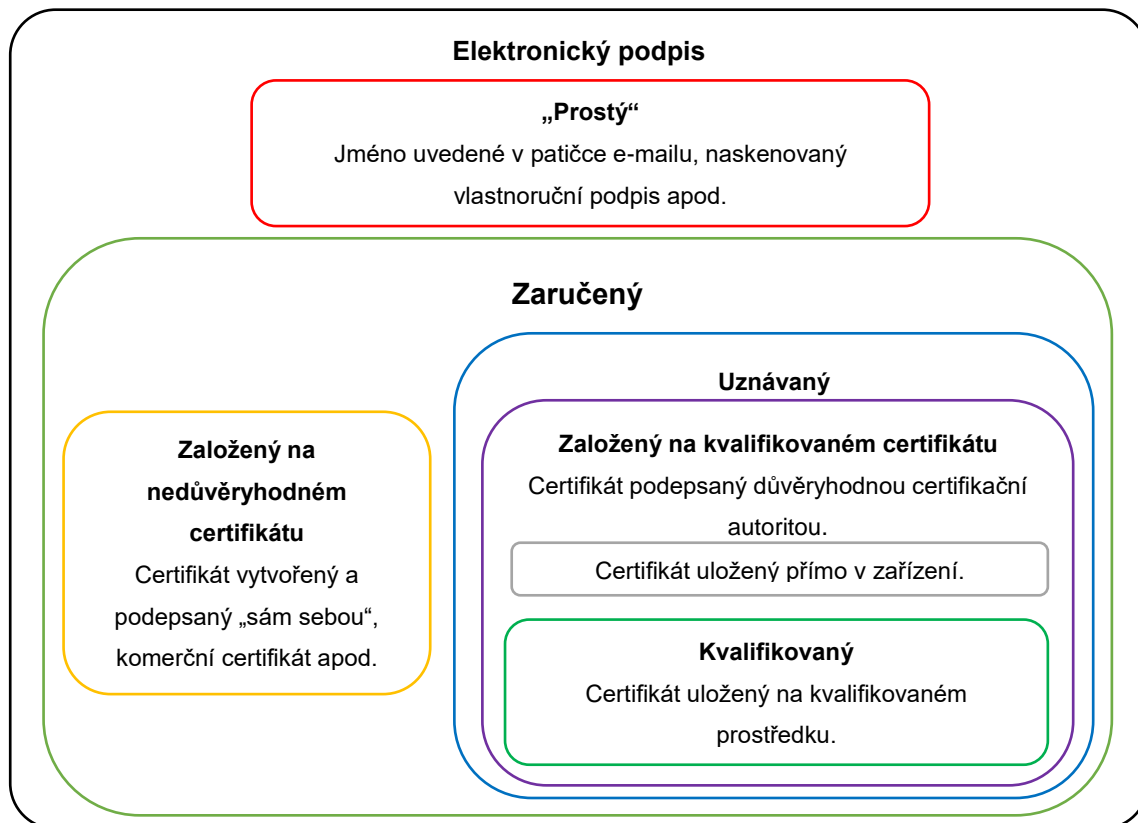 Elektronický podpis
„Prostý“
Jméno uvedené v patičce e-mailu, naskenovaný
vlastnoruční podpis apod.
Zaručený
Založený na
nedůvěryhodném
certifikátu
Certifikát vytvořený a
podepsaný „sám sebou“,
komerční certifikát apod.
Uznávaný
Založený na kvalifikovaném certifikátu
Certifikát podepsaný důvěryhodnou certifikační
autoritou.
Certifikát uložený přímo v zařízení.
Kvalifikovaný
Certifikát uložený na kvalifikovaném
prostředku.